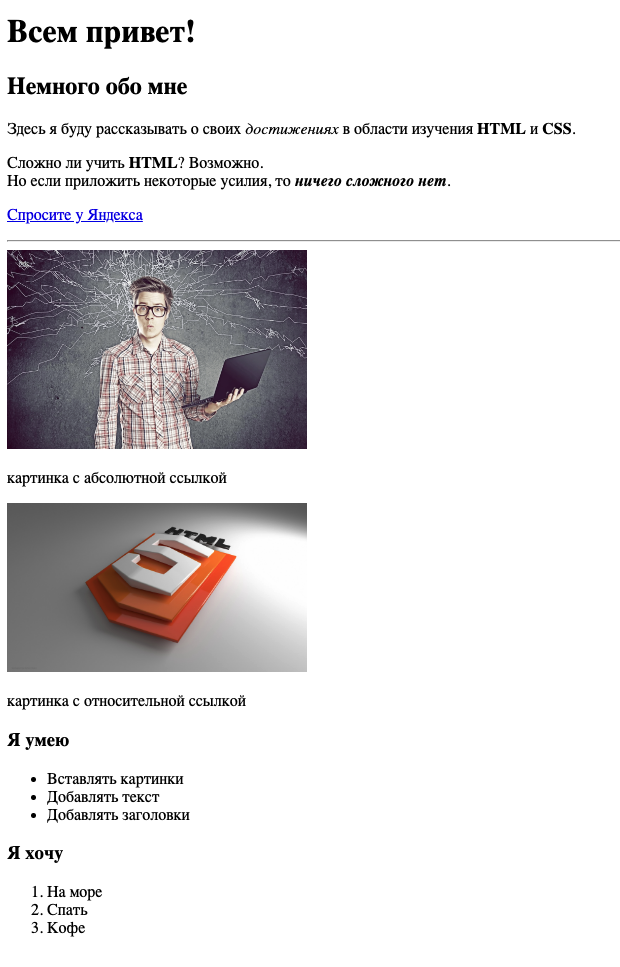 Всем привет!
Немного обо мне
Здесь я буду рассказывать о своих достижениях в области изучения HTML и CSS.
Сложно ли учить HTML? Возможно.
Но если приложить некоторые усилия, то ничего сложного нет.
Спросите у Яндекса
картинка с абсолютной ссылкой
HTML
5
картинка с относительной ссылкой
Я умею
• Вставлять картинки
• Добавлять текст
• Добавлять заголовки
Я хочу
1. На море
2. Спать
3. Кофе